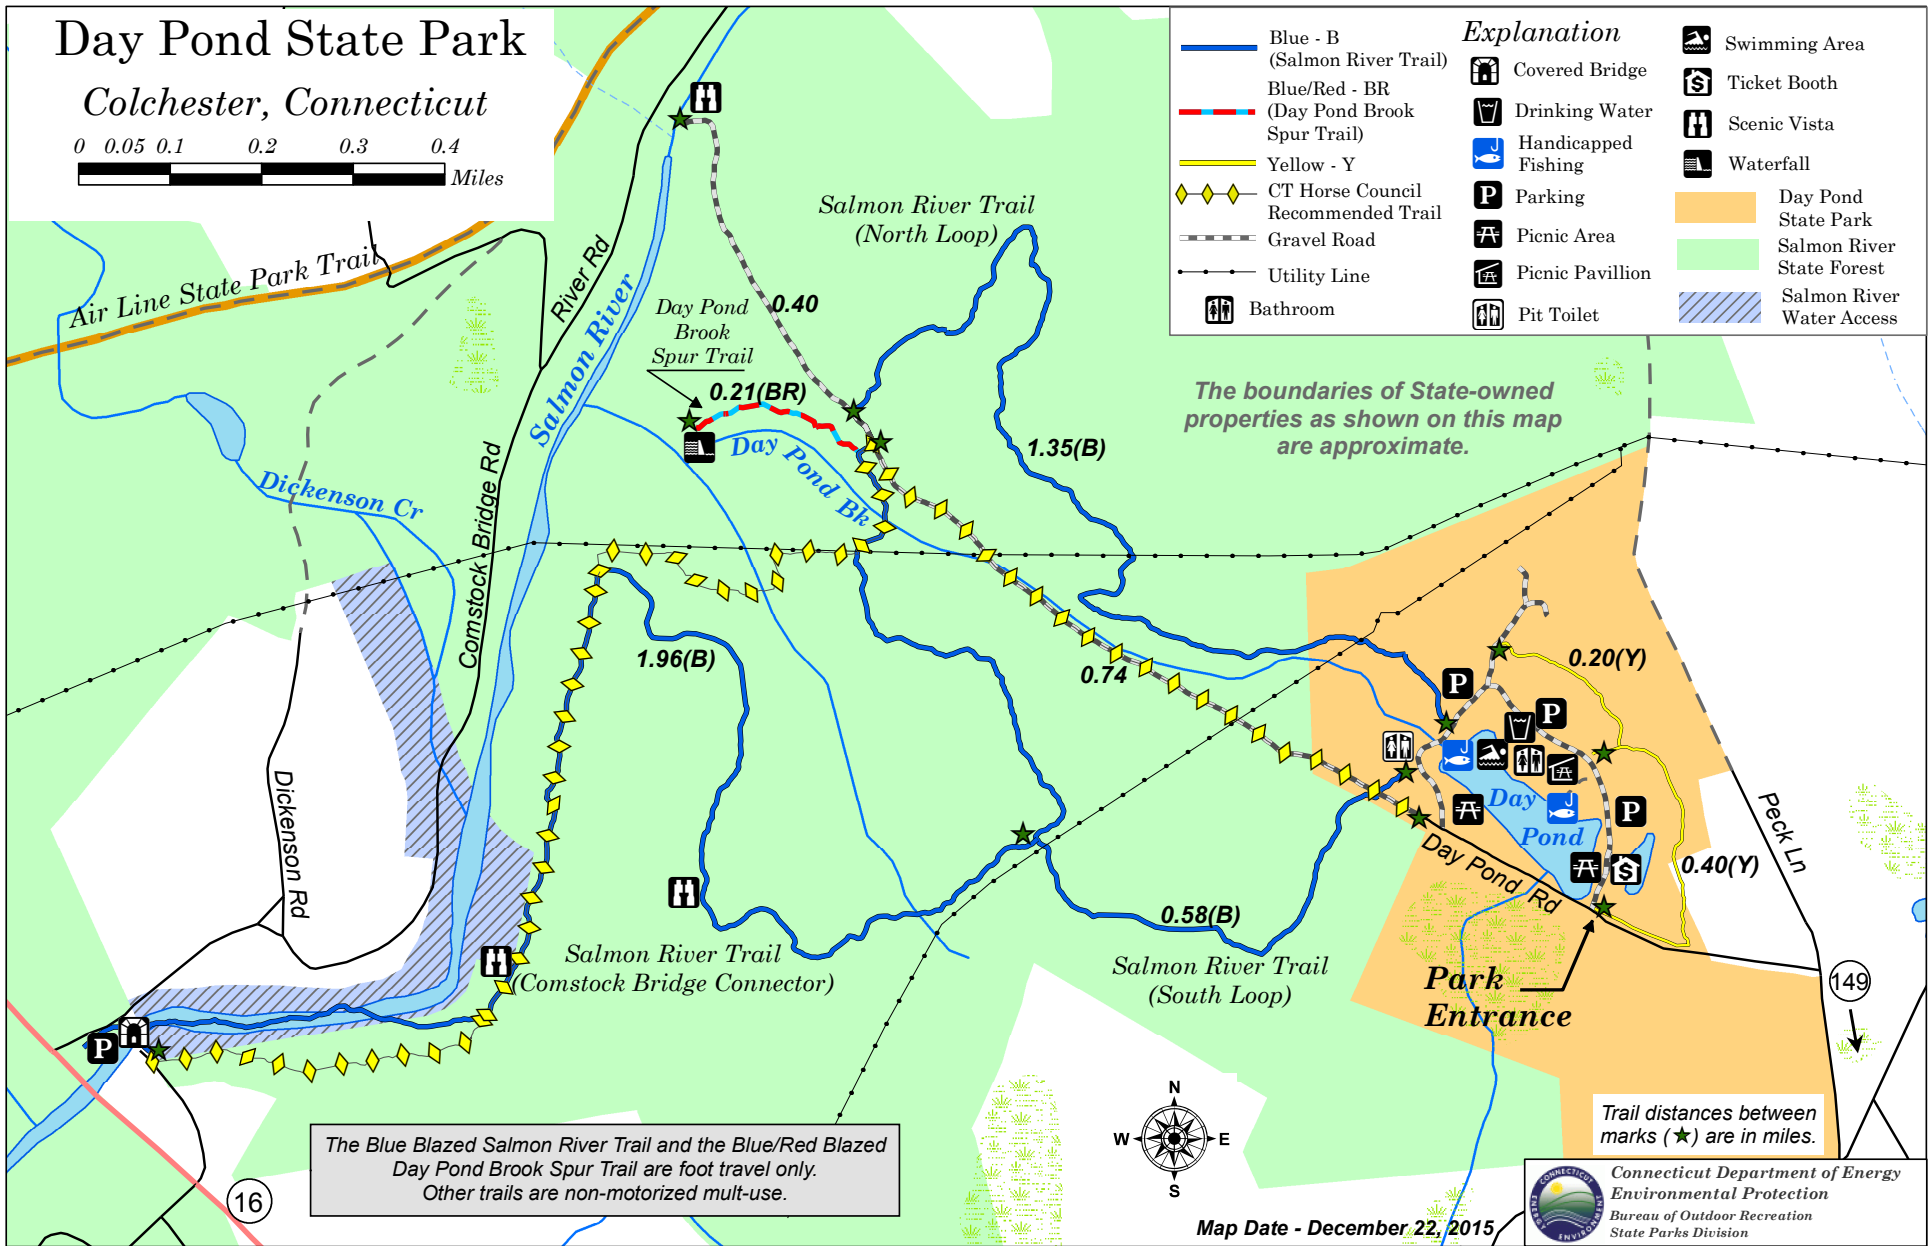 Day Pond State Park
Colchester, Connecticut
0 0.05 0.1 0.2 0.3 0.4
Miles
Explanation
Blue - B
(Salmon River Trail)
Blue/Red - BR
(Day Pond Brook
Spur Trail)
Yellow - Y
CT Horse Council
Recommended Trail
Gravel Road
Utility Line
Bathroom
Covered Bridge
Drinking Water
Handicapped
Fishing
P
Parking
Picnic Area
Picnic Pavillion
Pit Toilet
Swimming Area
$
Ticket Booth
Scenic Vista
Waterfall
Day Pond
State Park
Salmon River
State Forest
Salmon River
Water Access
Air Line State Park Trail
River Rd
Salmon River
Salmon River Trail
(North Loop)
0.40
Day Pond
Brook
Spur Trail
0.21(BR)
Day Pond Bk
1.35(B)
The boundaries of State-owned
properties as shown on this map
are approximate.
Dickenson Cr
Comstock Bridge Rd
1.96(B)
0.74
0.20(Y)
P
P
P
$
Day
Pond
Day Pond Rd
0.40(Y)
Peck Ln
Dickenson Rd
0.58(B)
Salmon River Trail
(Comstock Bridge Connector)
Salmon River Trail
(South Loop)
Park
Entrance
149
P
16
The Blue Blazed Salmon River Trail and the Blue/Red Blazed
Day Pond Brook Spur Trail are foot travel only.
Other trails are non-motorized mult-use.
N
W E
S
Trail distances between
marks (★) are in miles.
Map Date - December 22, 2015
CONNECTICUT
ENERGY
ENVIRONMENT
Connecticut Department of Energy
Environmental Protection
Bureau of Outdoor Recreation
State Parks Division